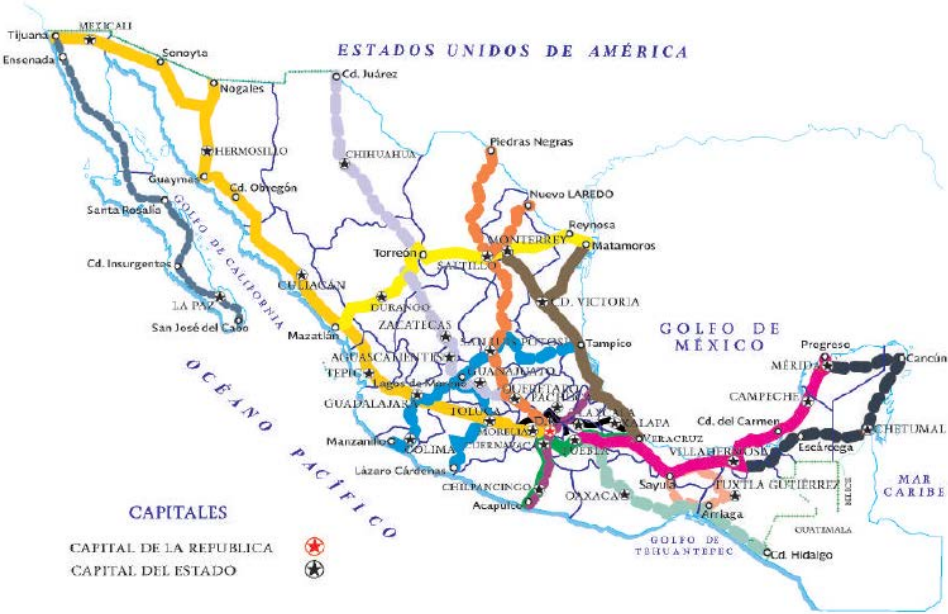 MEXICALI
Tijuana
Ensenada
Sonoyta
ESTADOS UNIDOS DE AMÉRICA
Cd. Juárez
Nogales
HERMOSILLO
CHIHUAHUA
Piedras Negras
Guaymas
Cd. Obregón
Santa Rosalía
GOLFO DE CALIFORNIA
Nuevo LAREDO
Reynosa
MONTERREY
Matamoros
Torreón
SALTILLO
Cd. Insurgentes
CULIACÁN
LA PAZ
DURANGO
CD. VICTORIA
San José del Cabo
Mazatlán
ZACATECAS
GOLFO DE
MÉXICO
SAN LUIS POTOSI
Tampico
Progreso
Cancún
AGUASCALIENTES
MÉRIDA
TEPIC
Lagos de Moreno
GUANAJUATO
QUERETARO
PACHUCA
CAMPECHE
GUADALAJARA
TOLUCA
TLAXCALA
XALAPA
Cd. del Carmen
CHETUMAL
MORELIA
D.F.
Manzanillo
COLIMA
CUERNAVACA
PUEBLA
VERACRUZ
VILLAHERMOSA
Escárcega
Lázaro Cárdenas
OCÉANO PACÍFICO
CHILPANCINGO
OAXACA
Sayula
TUXTLA GUTIÉRREZ
BELICE
MAR
CARIBE
Acapulco
Arriaga
CAPITALES
GUATEMALA
GOLFO DE
TEHUANTEPEC
Cd. Hidalgo
CAPITAL DE LA REPUBLICA
CAPITAL DEL ESTADO